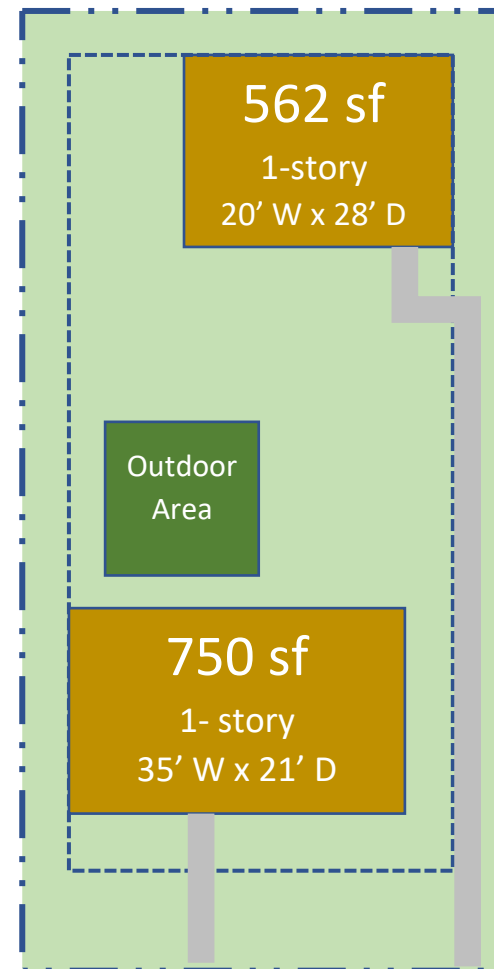 562 sf
1-story
20’ W x 28’ D
Outdoor
Area
750 sf
1- story
35’ W x 21’ D